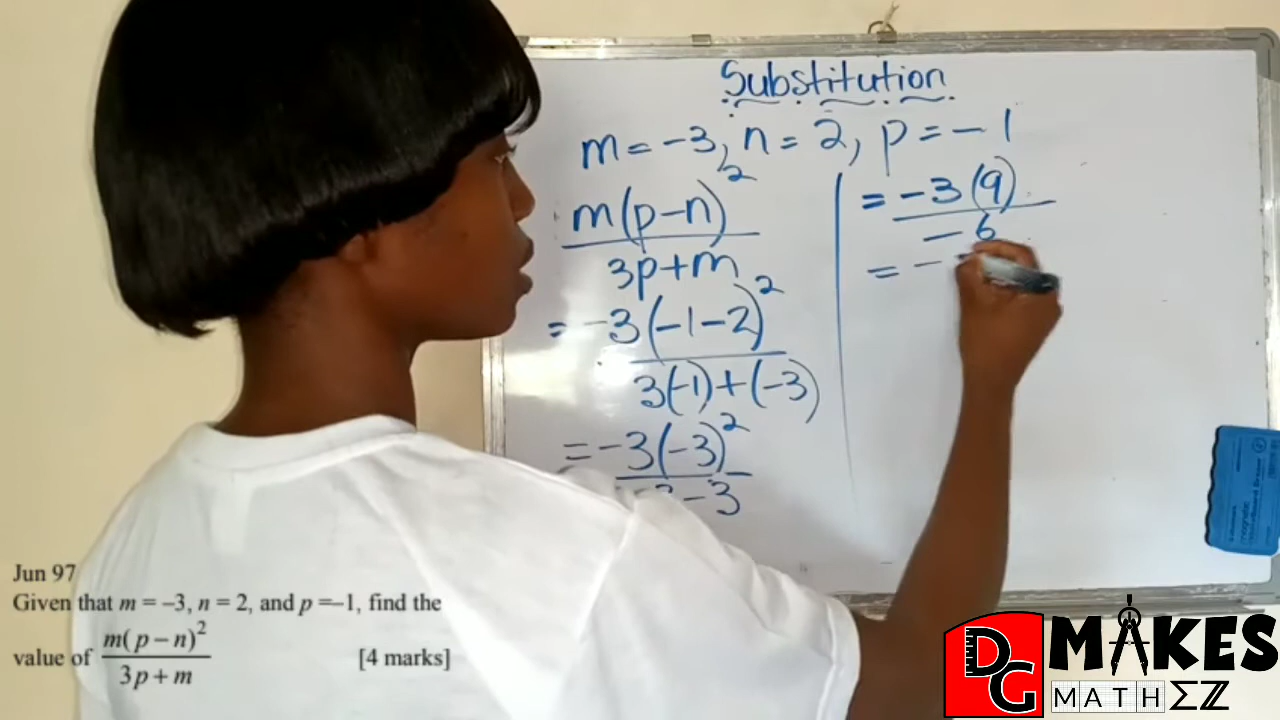 Substitution
m = -3, n = 2, p = -1
m(p-n)²
3p+m
= -3(-1-2)²
3(-1)+(-3)
= -3(-3)²
-3
= -3(9)
-6
= -
Jun 97
Given that m = -3, n = 2, and p =-1, find the
value of m(p-n)² [4 marks]
3p+m
DG MAKES
MATHΣZ